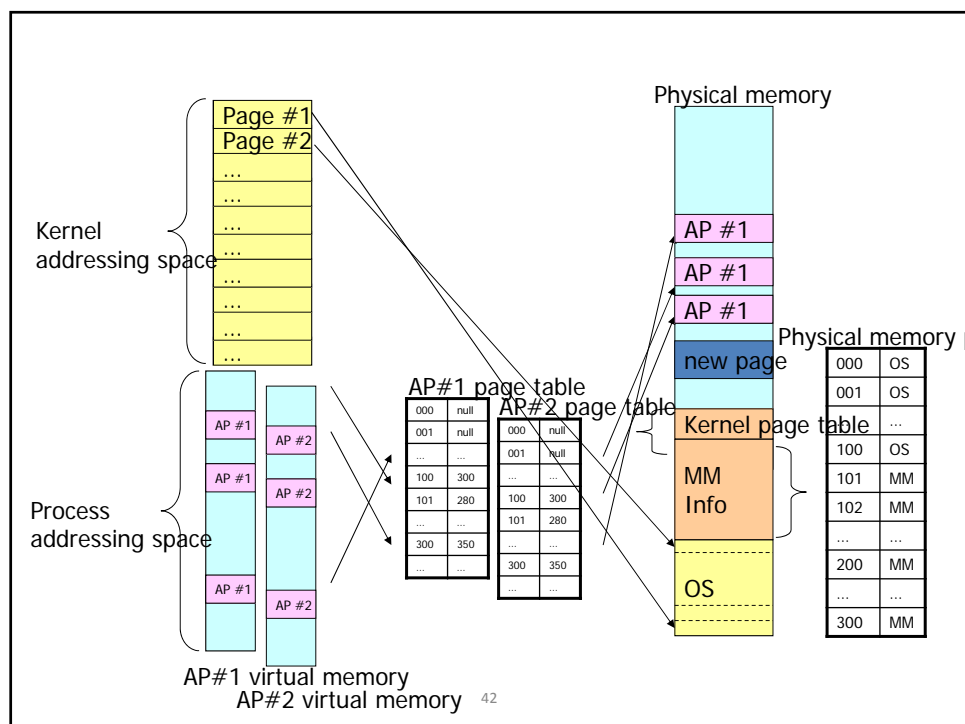 Physical memory
Page #1
Page #2
...
...
...
...
...
...
...
...
Kernel
addressing space
AP #1
AP #1
AP #1
new page
Kernel page table
MM
Info
OS
Physical memory p
000 OS
001 OS
... ...
100 OS
101 MM
102 MM
... ...
200 MM
... ...
300 MM
AP#1 page table
000 null
001 null
... ...
100 300
101 280
... ...
300 350
... ...
AP#2 page table
000 null
001 null
... ...
100 300
101 280
... ...
300 350
... ...
Process
addressing space
AP #1
AP #1
AP #1
AP #2
AP #2
AP #2
AP#1 virtual memory
AP#2 virtual memory
42